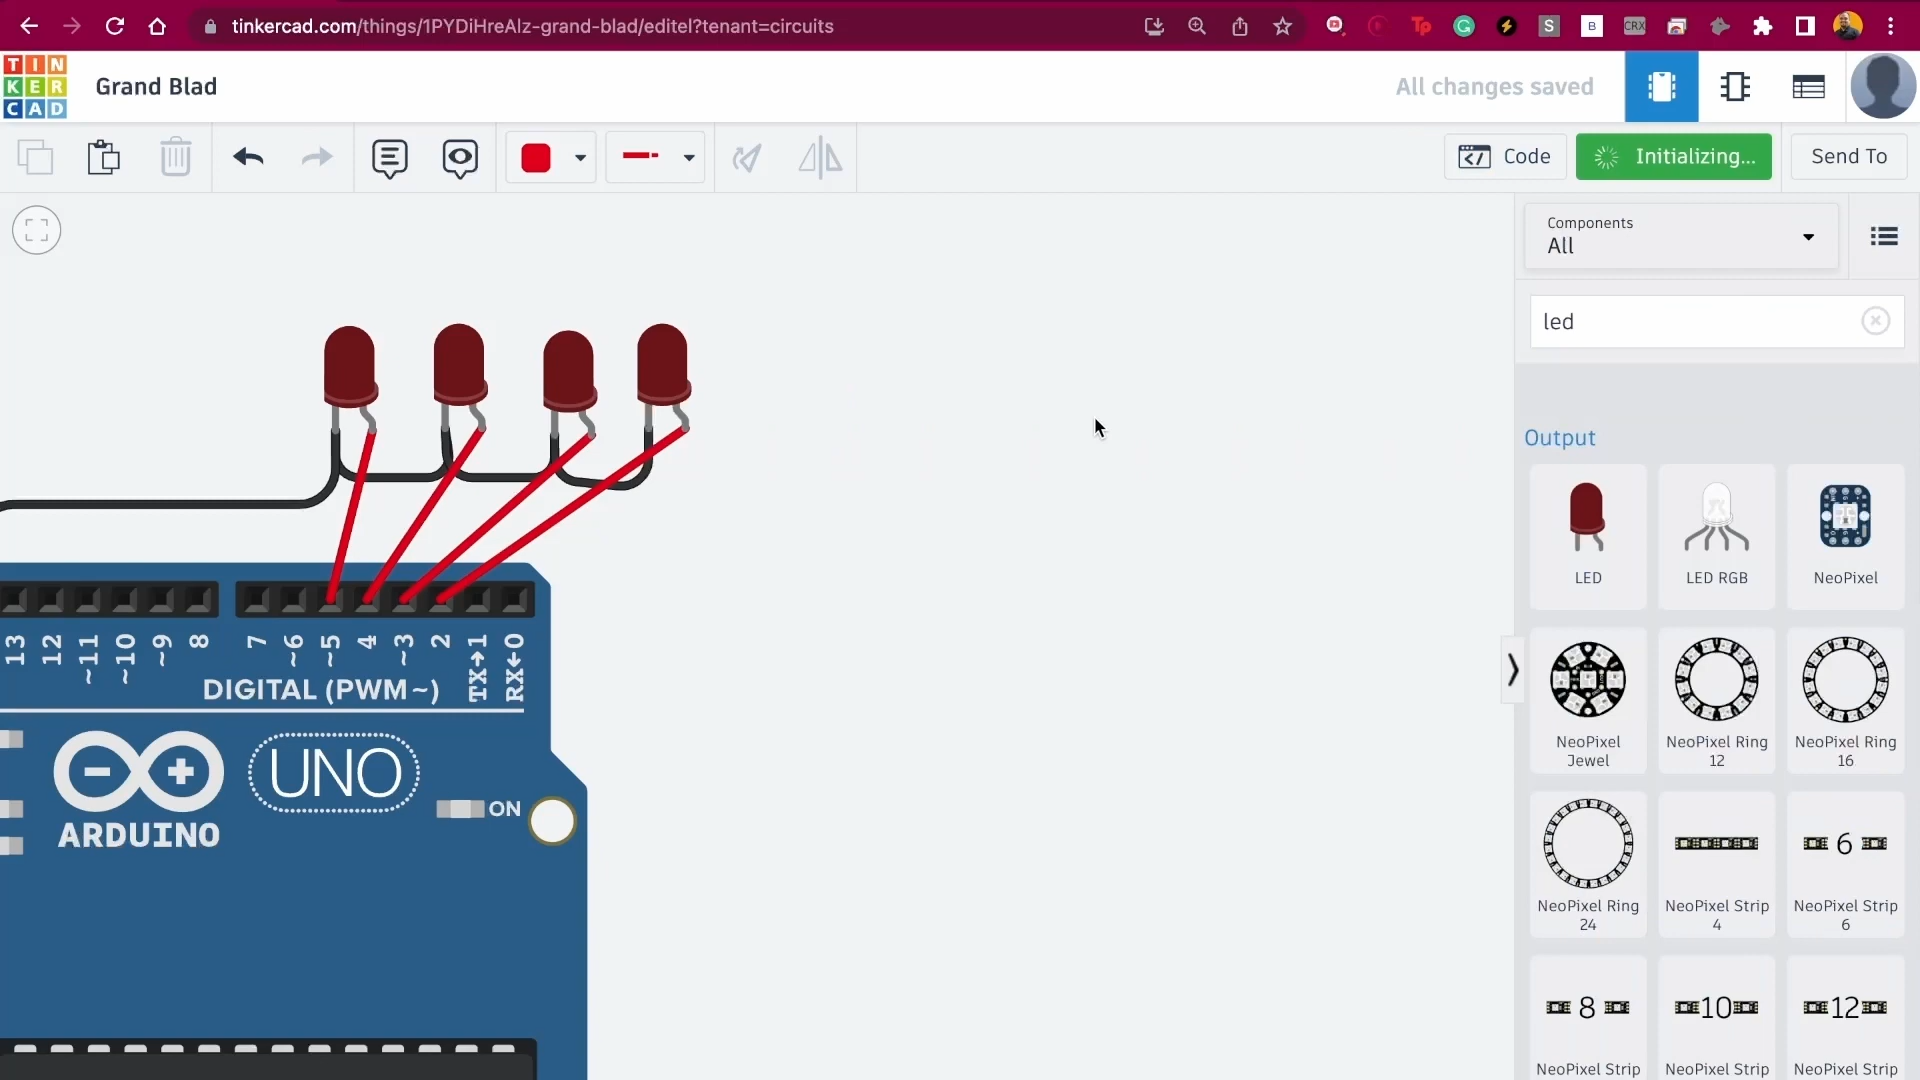 tinkercad.com/things/1PYDiHreAlz-grand-blad/editel?tenant=circuits
Tp
G
S
B
CRX
TIN
KER
CAD
Grand Blad
All changes saved
Code
Initializing...
Send To
Components
All
led
Output
LED
LED RGB
NeoPixel
NeoPixel
Jewel
NeoPixel Ring
12
NeoPixel Ring
16
NeoPixel Ring
24
NeoPixel Strip
4
6
NeoPixel Strip
6
8
NeoPixel Strip
10
NeoPixel Strip
12
NeoPixel Strip
13
12
~11
~10
~9
8
7
~6
~5
4
~3
2
TX→1
RX←0
DIGITAL (PWM~)
UNO
ON
ARDUINO